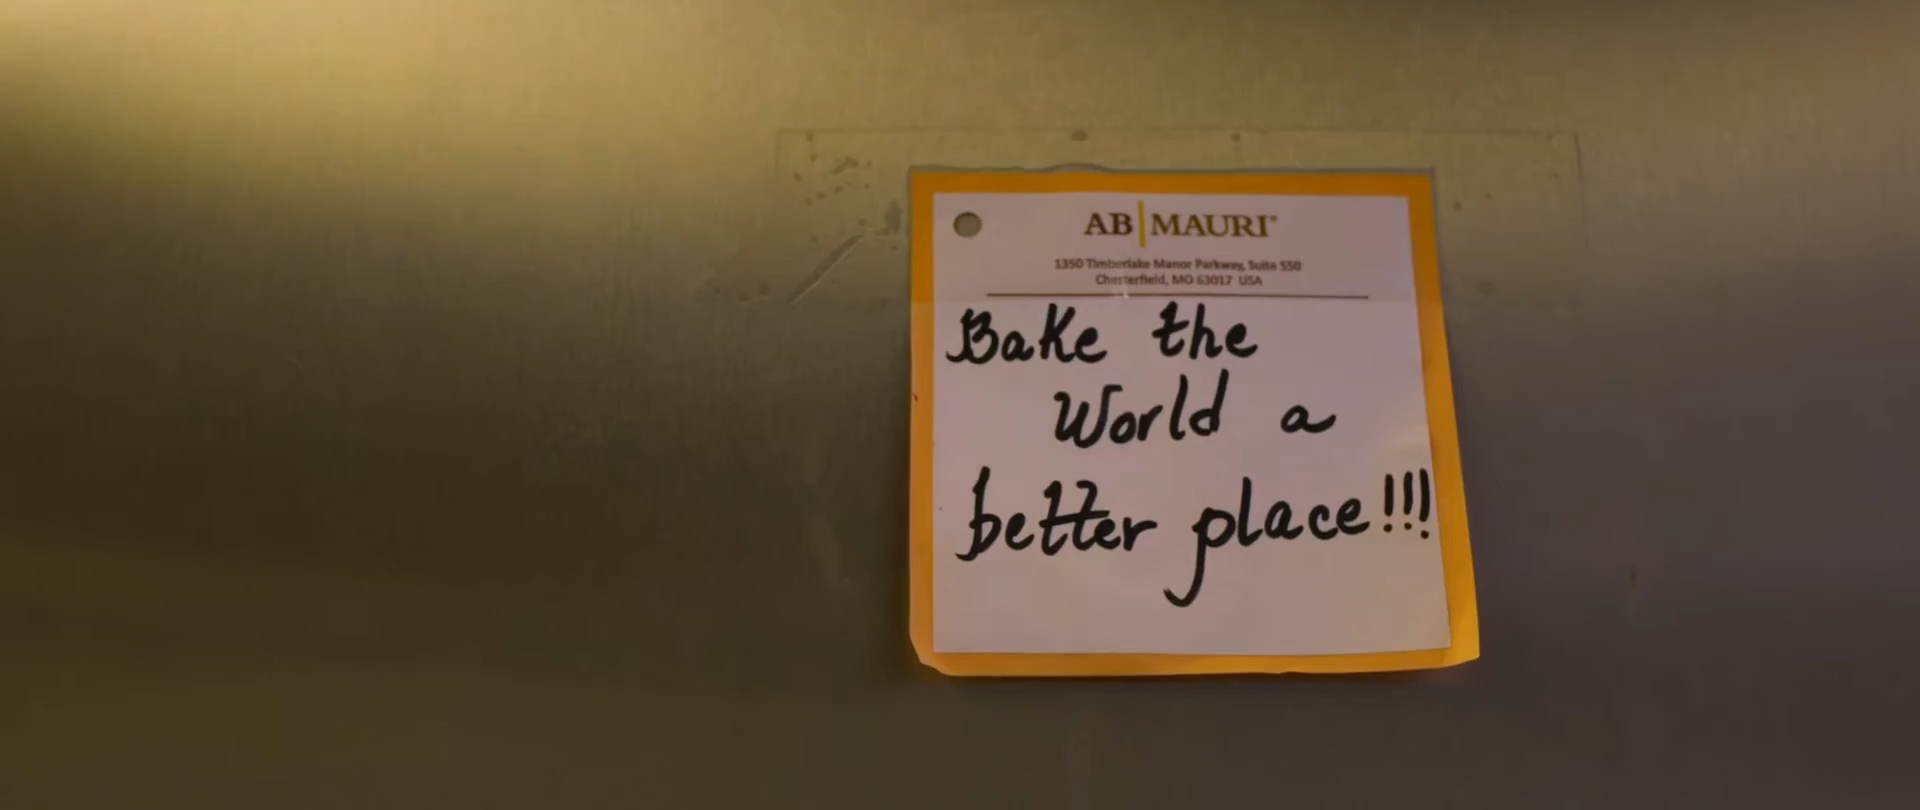 AB|MAURI®
1350 Timberlake Manor Parkway, Suite 550
Chesterfield, MO 63017 USA
Bake the
World a
better place!!!